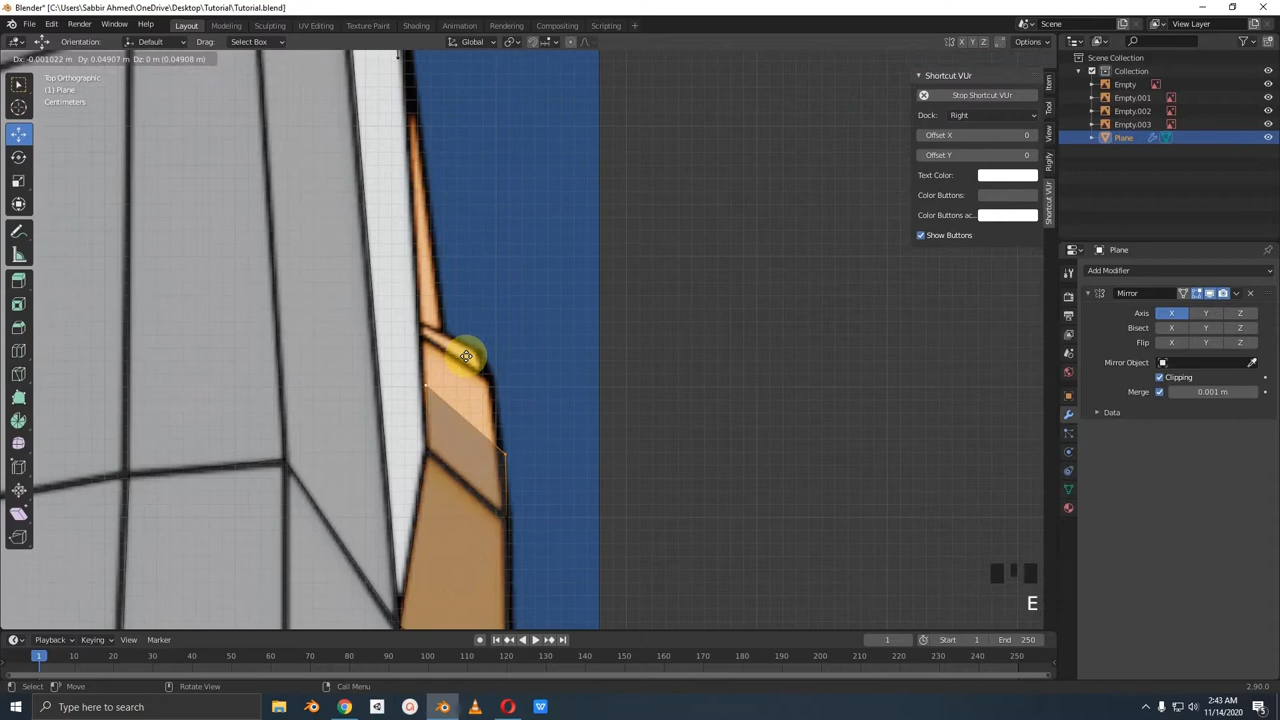 Blender* [C:\Users\Sabbir Ahmed\OneDrive\Desktop\Tutorial\Tutorial.blend]
File Edit Render Window Help Layout Modeling Sculpting UV Editing Texture Paint Shading Animation Rendering Compositing Scripting Scene View Layer
Orientation: Default Drag: Select Box Global X Y Z Options
Dx: -0.001022 m Dy: 0.04907 m Dz: 0 m (0.04908 m)
Top Orthographic
(1) Plane
Centimeters
Shortcut VUr
Stop Shortcut VUr
Dock: Right
Offset X 0
Offset Y 0
Text Color:
Color Buttons:
Color Buttons ac...
Show Buttons
Item
Tool
View
Rigify
Shortcut VUr
Scene Collection
Collection
Empty
Empty.001
Empty.002
Empty.003
Plane
Plane
Add Modifier
Mirror
Axis X Y Z
Bisect X Y Z
Flip X Y Z
Mirror Object
Clipping
Merge 0.001 m
Data
E
Playback Keying View Marker 1 Start 1 End 250
1 10 20 30 40 50 60 70 80 90 100 110 120 130 140 150 160 170 180 190 200 210 220 230 240 250
Select Move Rotate View Call Menu 2.90.0
Type here to search
2:43 AM
11/14/2020